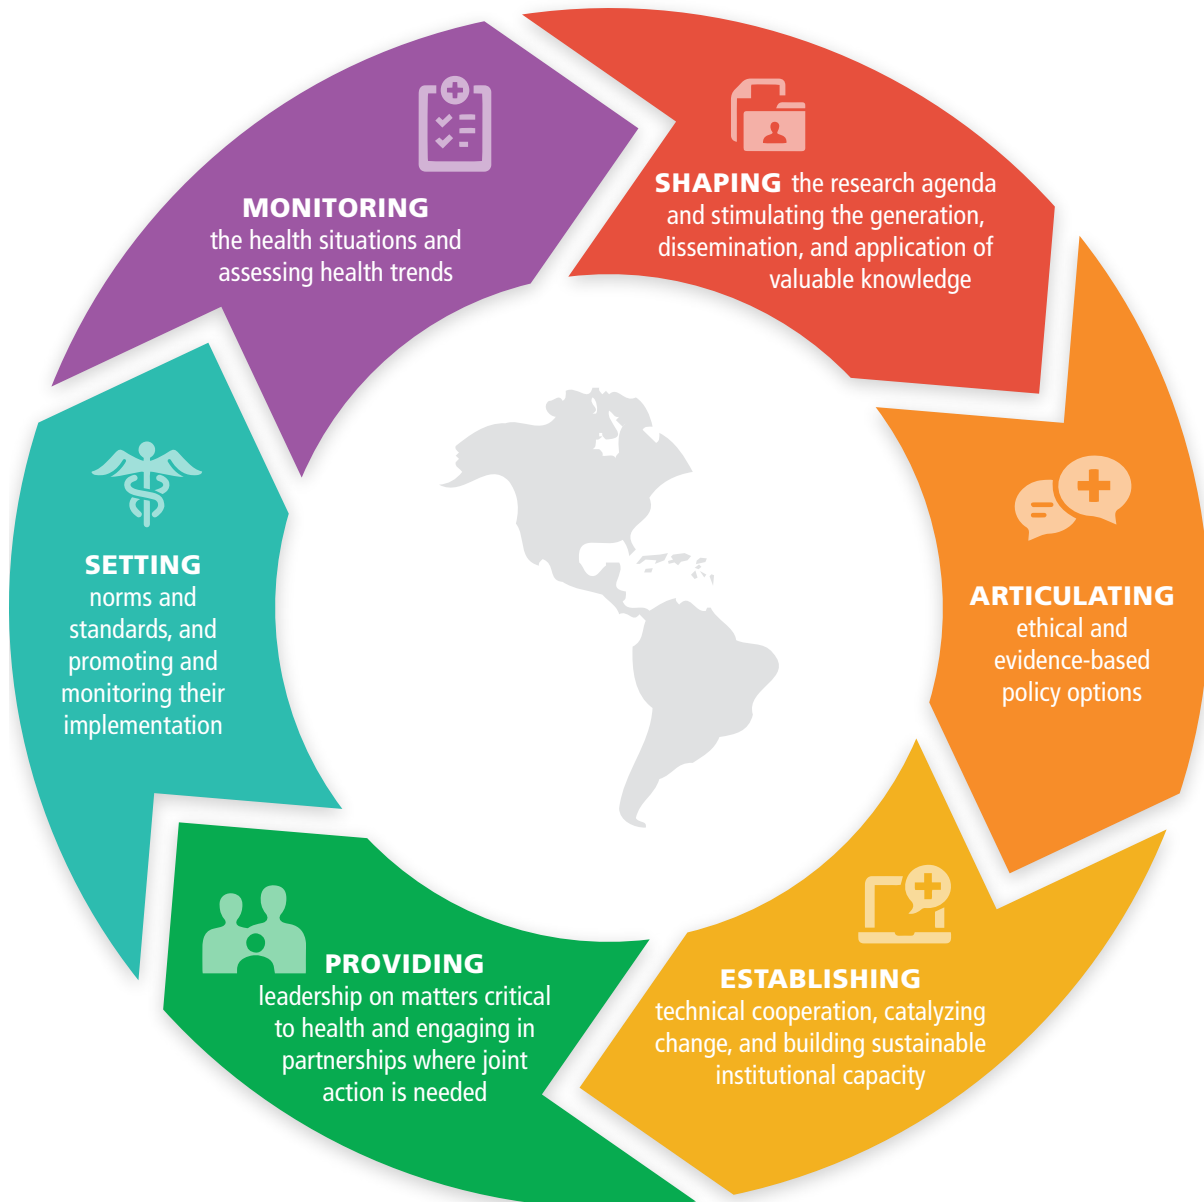 MONITORING
the health situations and
assessing health trends
SHAPING the research agenda
and stimulating the generation,
dissemination, and application of
valuable knowledge
ARTICULATING
ethical and
evidence-based
policy options
ESTABLISHING
technical cooperation, catalyzing
change, and building sustainable
institutional capacity
PROVIDING
leadership on matters critical
to health and engaging in
partnerships where joint
action is needed
SETTING
norms and
standards, and
promoting and
monitoring their
implementation